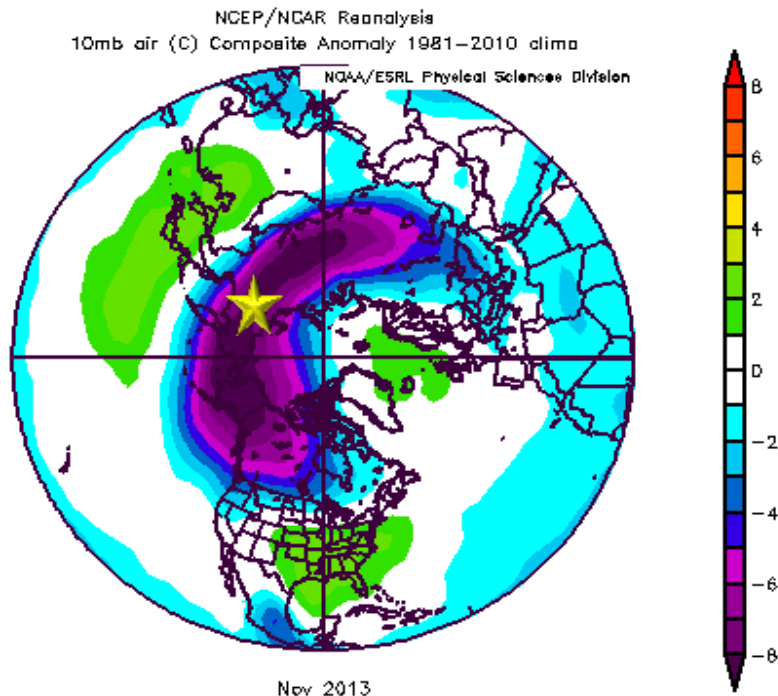 NCEP/NCAR Reanalysis
10mb air (C) Composite Anomaly 1981-2010 clima
NOAA/ESRL Physical Sciences Division
8
6
4
2
0
-2
-4
-6
-8
Nov 2013